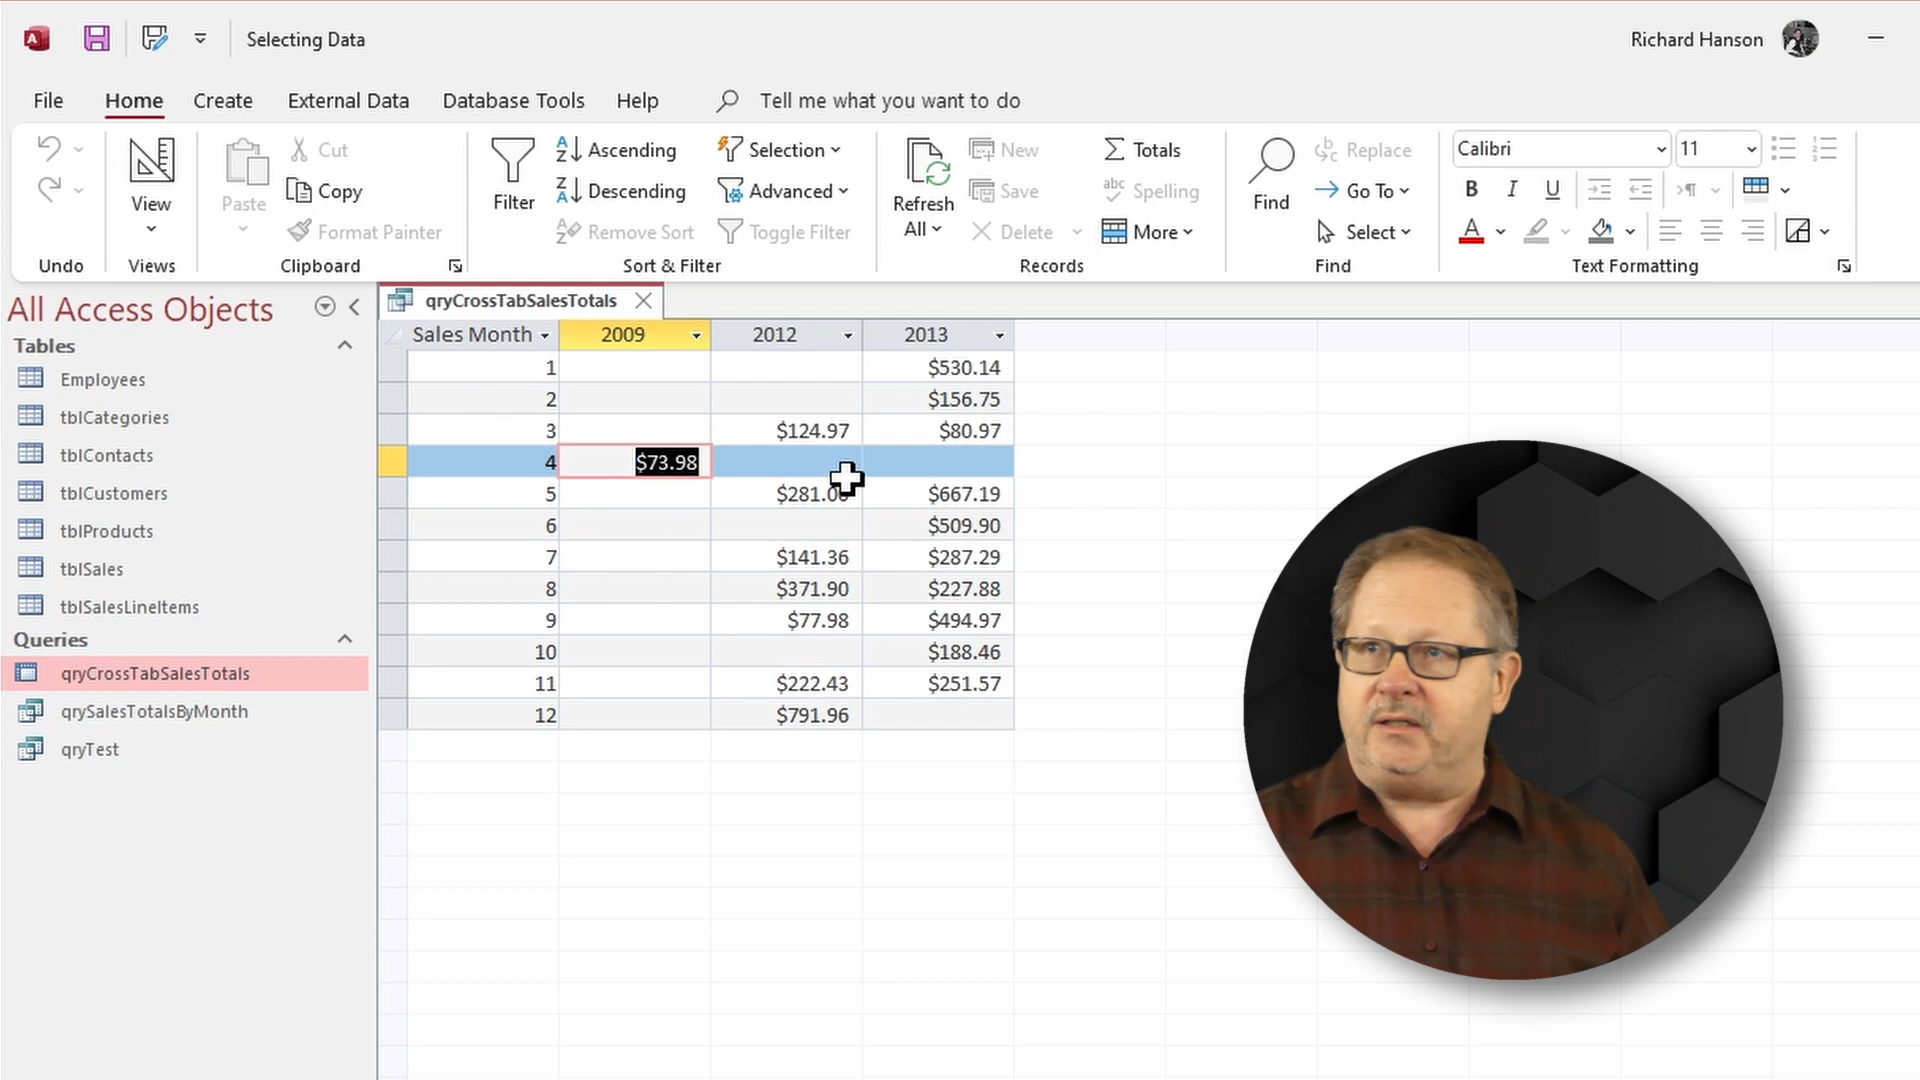 Selecting Data
Richard Hanson
File Home Create External Data Database Tools Help Tell me what you want to do
Undo
View
Views
Paste
Cut
Copy
Format Painter
Clipboard
Filter
Ascending
Descending
Remove Sort
Selection
Advanced
Toggle Filter
Sort & Filter
Refresh
All
New
Save
Delete
Totals
Spelling
More
Records
Find
Replace
Go To
Select
Find
Calibri 11
B I U
A
Text Formatting
All Access Objects
Tables
Employees
tblCategories
tblContacts
tblCustomers
tblProducts
tblSales
tblSalesLineItems
Queries
qryCrossTabSalesTotals
qrySalesTotalsByMonth
qryTest
qryCrossTabSalesTotals
Sales Month 2009 2012 2013
1 $530.14
2 $156.75
3 $124.97 $80.97
4 $73.98
5 $667.19
6 $509.90
7 $141.36 $287.29
8 $371.90 $227.88
9 $77.98 $494.97
10 $188.46
11 $222.43 $251.57
12 $791.96